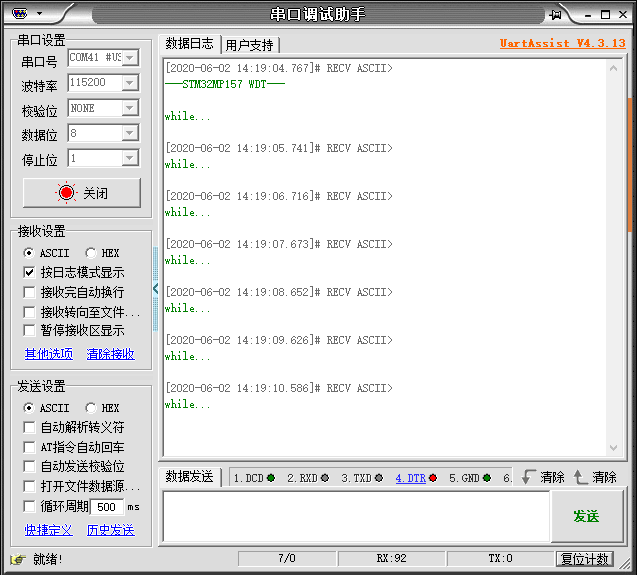 串口调试助手
串口设置
串口号 COM41 #US
波特率 115200
校验位 NONE
数据位 8
停止位 1
关闭
接收设置
ASCII HEX
按日志模式显示
接收完自动换行
接收转向至文件...
暂停接收区显示
其他选项 清除接收
发送设置
ASCII HEX
自动解析转义符
AT指令自动回车
自动发送校验位
打开文件数据源...
循环周期 500 ms
快捷定义 历史发送
数据日志 用户支持 UartAssist V4.3.13
[2020-06-02 14:19:04.767]# RECV ASCII>
———STM32MP157 WDT———
while...
[2020-06-02 14:19:05.741]# RECV ASCII>
while...
[2020-06-02 14:19:06.716]# RECV ASCII>
while...
[2020-06-02 14:19:07.673]# RECV ASCII>
while...
[2020-06-02 14:19:08.652]# RECV ASCII>
while...
[2020-06-02 14:19:09.626]# RECV ASCII>
while...
[2020-06-02 14:19:10.586]# RECV ASCII>
while...
数据发送 1.DCD 2.RXD 3.TXD 4.DTR 5.GND 6. 清除 清除
发送
就绪! 7/0 RX:92 TX:0 复位计数